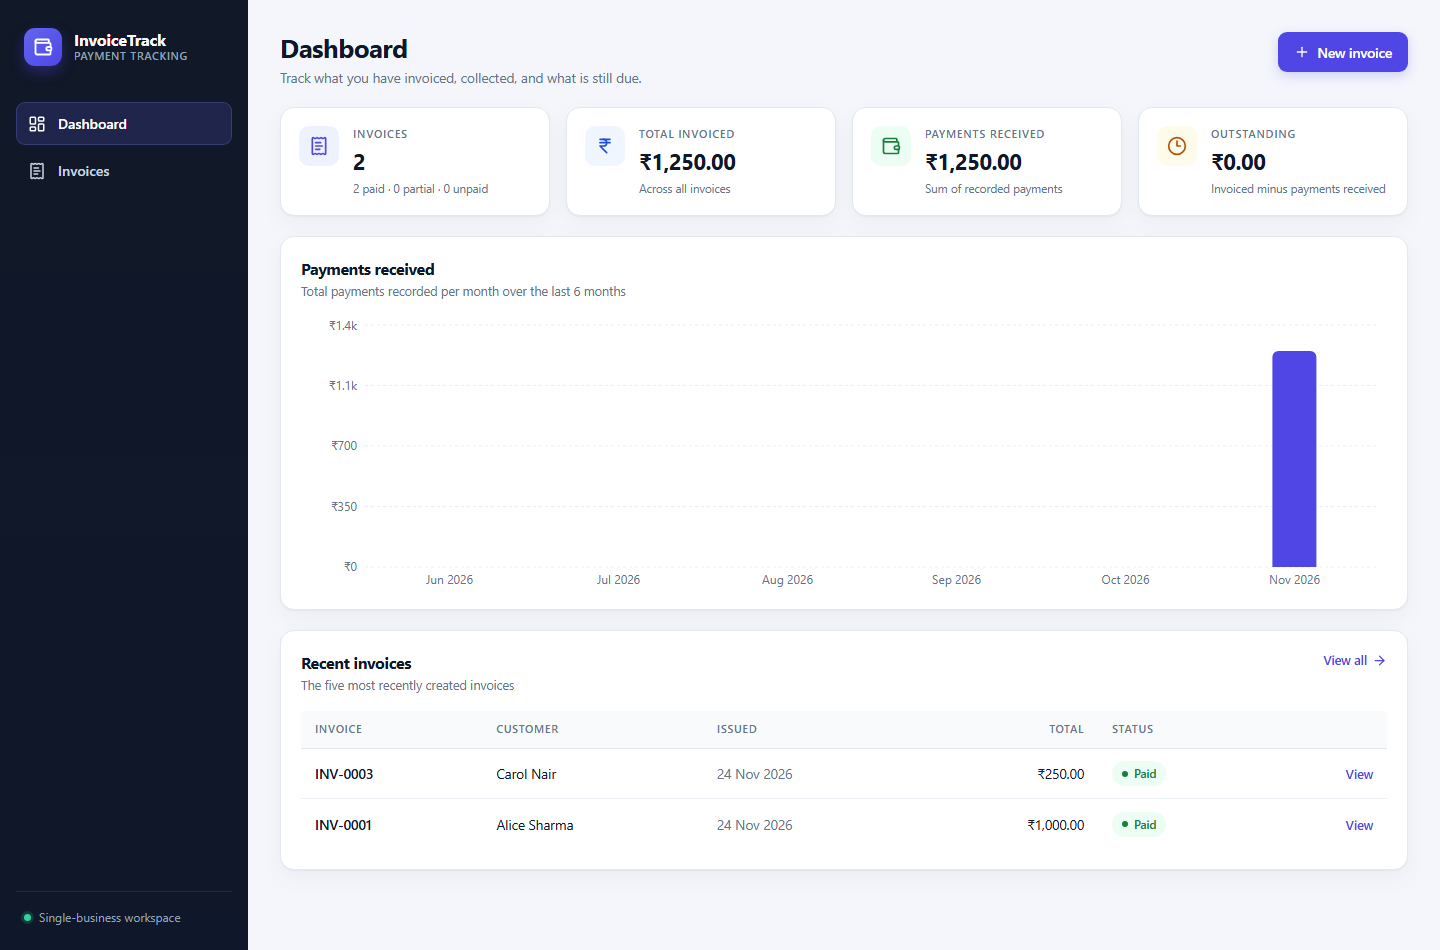 InvoiceTrack
PAYMENT TRACKING
Dashboard
Invoices
Single-business workspace
Dashboard
Track what you have invoiced, collected, and what is still due.
New invoice
INVOICES
2
2 paid · 0 partial · 0 unpaid
TOTAL INVOICED
₹1,250.00
Across all invoices
PAYMENTS RECEIVED
₹1,250.00
Sum of recorded payments
OUTSTANDING
₹0.00
Invoiced minus payments received
Payments received
Total payments recorded per month over the last 6 months
₹1.4k
₹1.1k
₹700
₹350
₹0
Jun 2026 Jul 2026 Aug 2026 Sep 2026 Oct 2026 Nov 2026
Recent invoices
The five most recently created invoices
View all
INVOICE CUSTOMER ISSUED TOTAL STATUS
INV-0003 Carol Nair 24 Nov 2026 ₹250.00 Paid View
INV-0001 Alice Sharma 24 Nov 2026 ₹1,000.00 Paid View